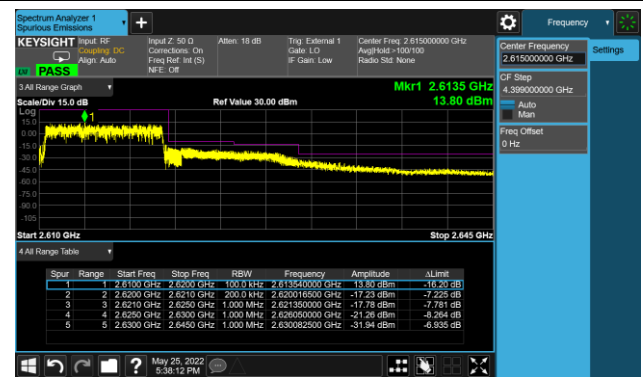 Spectrum Analyzer 1
Spurious Emissions
Frequency
KEYSIGHT
Input: RF
Coupling: DC
Align: Auto
Input Z: 50 Ω
Corrections: On
Freq Ref: Int (S)
NFE: Off
Atten: 18 dB
Trig: External 1
Gate: LO
IF Gain: Low
Center Freq: 2.615000000 GHz
Avg|Hold:>100/100
Radio Std: None
PASS
Center Frequency
2.615000000 GHz
Settings
CF Step
4.399000000 GHz
Auto
Man
Freq Offset
0 Hz
3 All Range Graph
Mkr1 2.6135 GHz
Scale/Div 15.0 dB
Ref Value 30.00 dBm
13.80 dBm
Log
15.0
0.00
-15.0
-30.0
-45.0
-60.0
-75.0
-90.0
-105
1
Start 2.610 GHz
Stop 2.645 GHz
4 All Range Table
Spur Range Start Freq Stop Freq RBW Frequency Amplitude ΔLimit
1 1 2.6100 GHz 2.6200 GHz 100.0 kHz 2.613540000 GHz 13.80 dBm -16.20 dB
2 2 2.6200 GHz 2.6210 GHz 200.0 kHz 2.620016500 GHz -17.23 dBm -7.225 dB
3 3 2.6210 GHz 2.6250 GHz 1.000 MHz 2.621350000 GHz -17.78 dBm -7.781 dB
4 4 2.6250 GHz 2.6300 GHz 1.000 MHz 2.626050000 GHz -21.26 dBm -8.264 dB
5 5 2.6300 GHz 2.6450 GHz 1.000 MHz 2.630082500 GHz -31.94 dBm -6.935 dB
May 25, 2022
5:38:12 PM